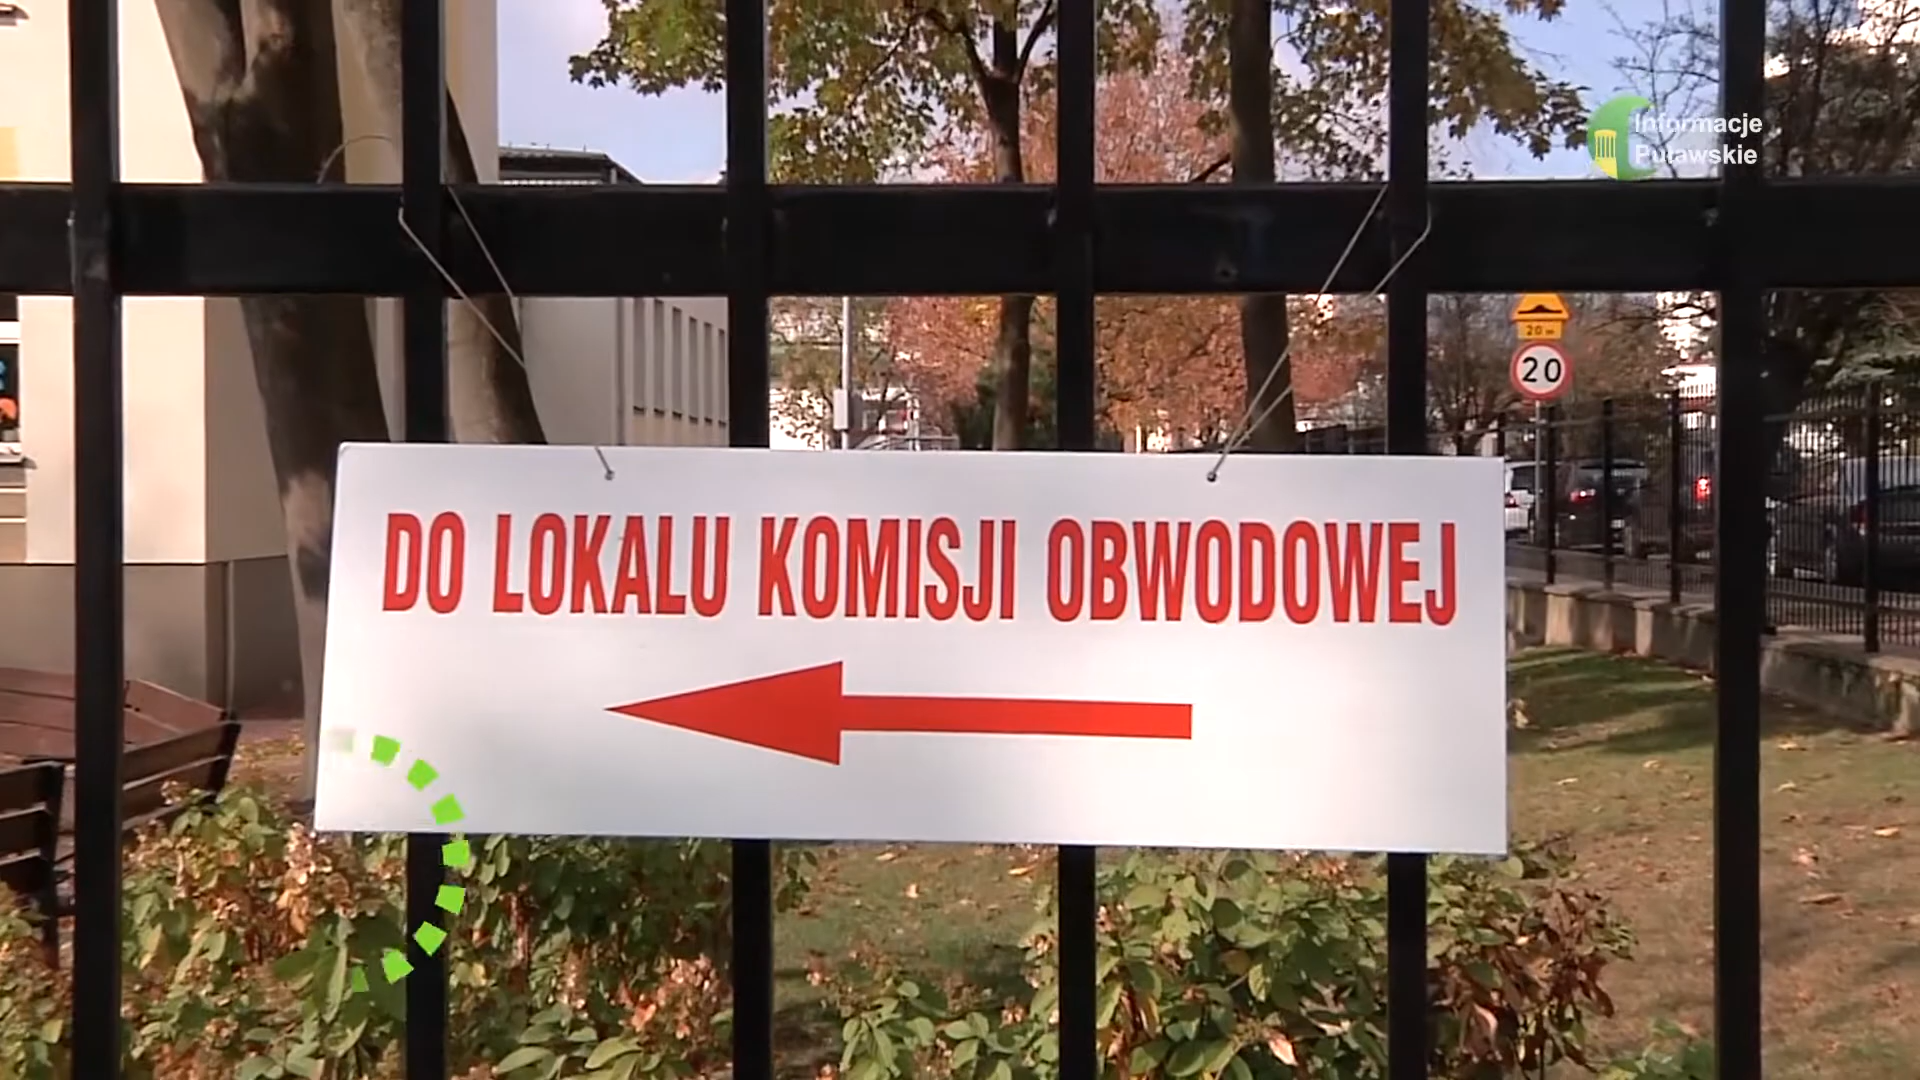 Informacje
Puławskie
20 m
20
DO LOKALU KOMISJI OBWODOWEJ